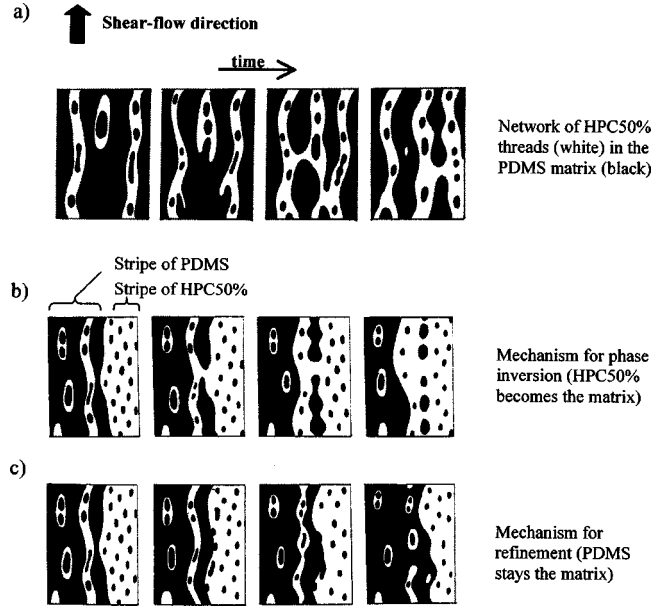 a)
Shear-flow direction
time
Network of HPC50%
threads (white) in the
PDMS matrix (black)
Stripe of PDMS
b)
Stripe of HPC50%
Mechanism for phase
inversion (HPC50%
becomes the matrix)
c)
Mechanism for
refinement (PDMS
stays the matrix)